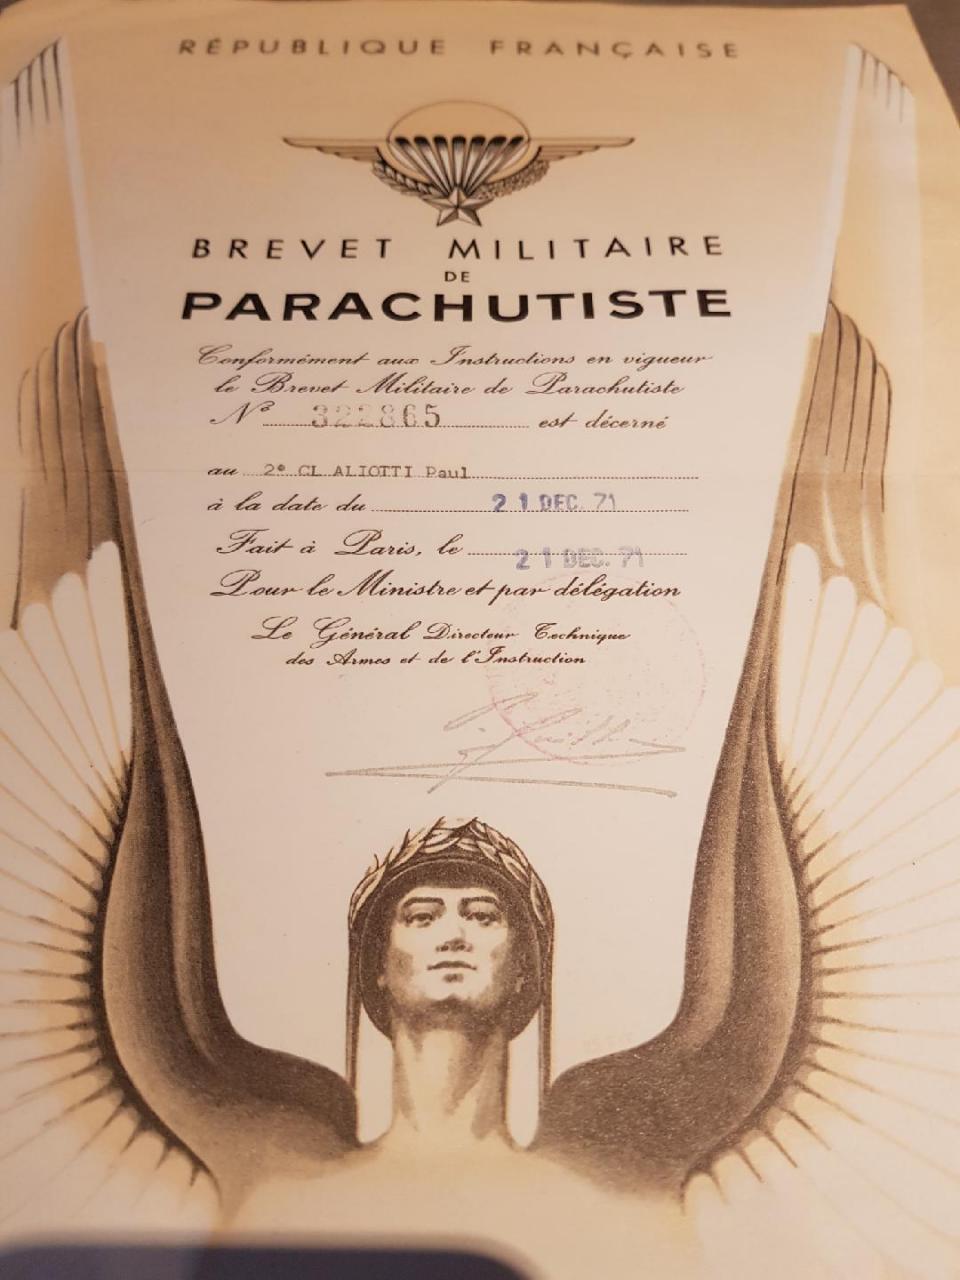 RÉPUBLIQUE FRANÇAISE
BREVET MILITAIRE
DE
PARACHUTISTE
Conformément aux Instructions en vigueur
le Brevet Militaire de Parachutiste
N° 322865 est décerné
au 2° CL ALIOTTI Paul
à la date du 21 DEC. 71
Fait à Paris, le 21 DEC. 71
Pour le Ministre et par délégation
Le Général Directeur Technique
des Armes et de l'Instruction